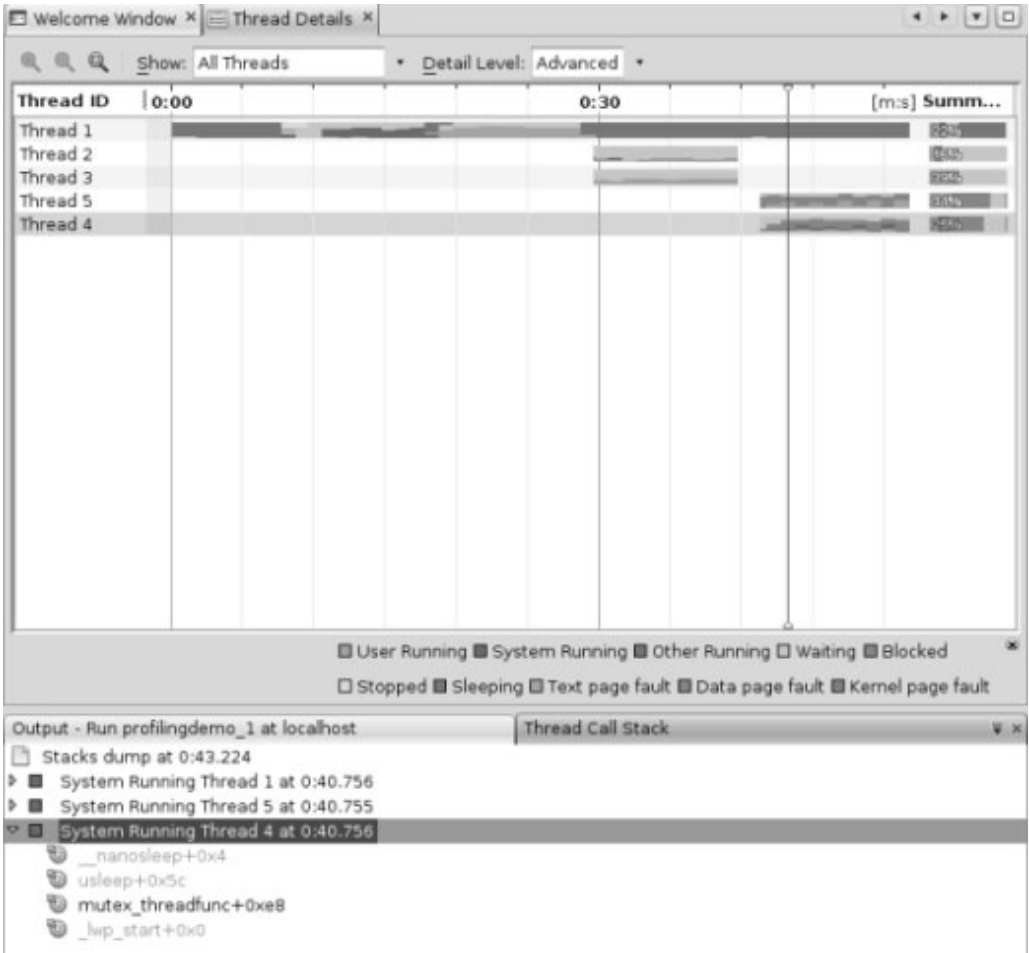 Welcome Window Thread Details
Show: All Threads Detail Level: Advanced
Thread ID 0:00 0:30 [m:s] Summ...
Thread 1
Thread 2
Thread 3
Thread 5
Thread 4
User Running System Running Other Running Waiting Blocked
Stopped Sleeping Text page fault Data page fault Kernel page fault
Output - Run profilingdemo_1 at localhost Thread Call Stack
Stacks dump at 0:43.224
System Running Thread 1 at 0:40.756
System Running Thread 5 at 0:40.755
System Running Thread 4 at 0:40.756
__nanosleep+0x4
usleep+0x5c
mutex_threadfunc+0xe8
_lwp_start+0x0